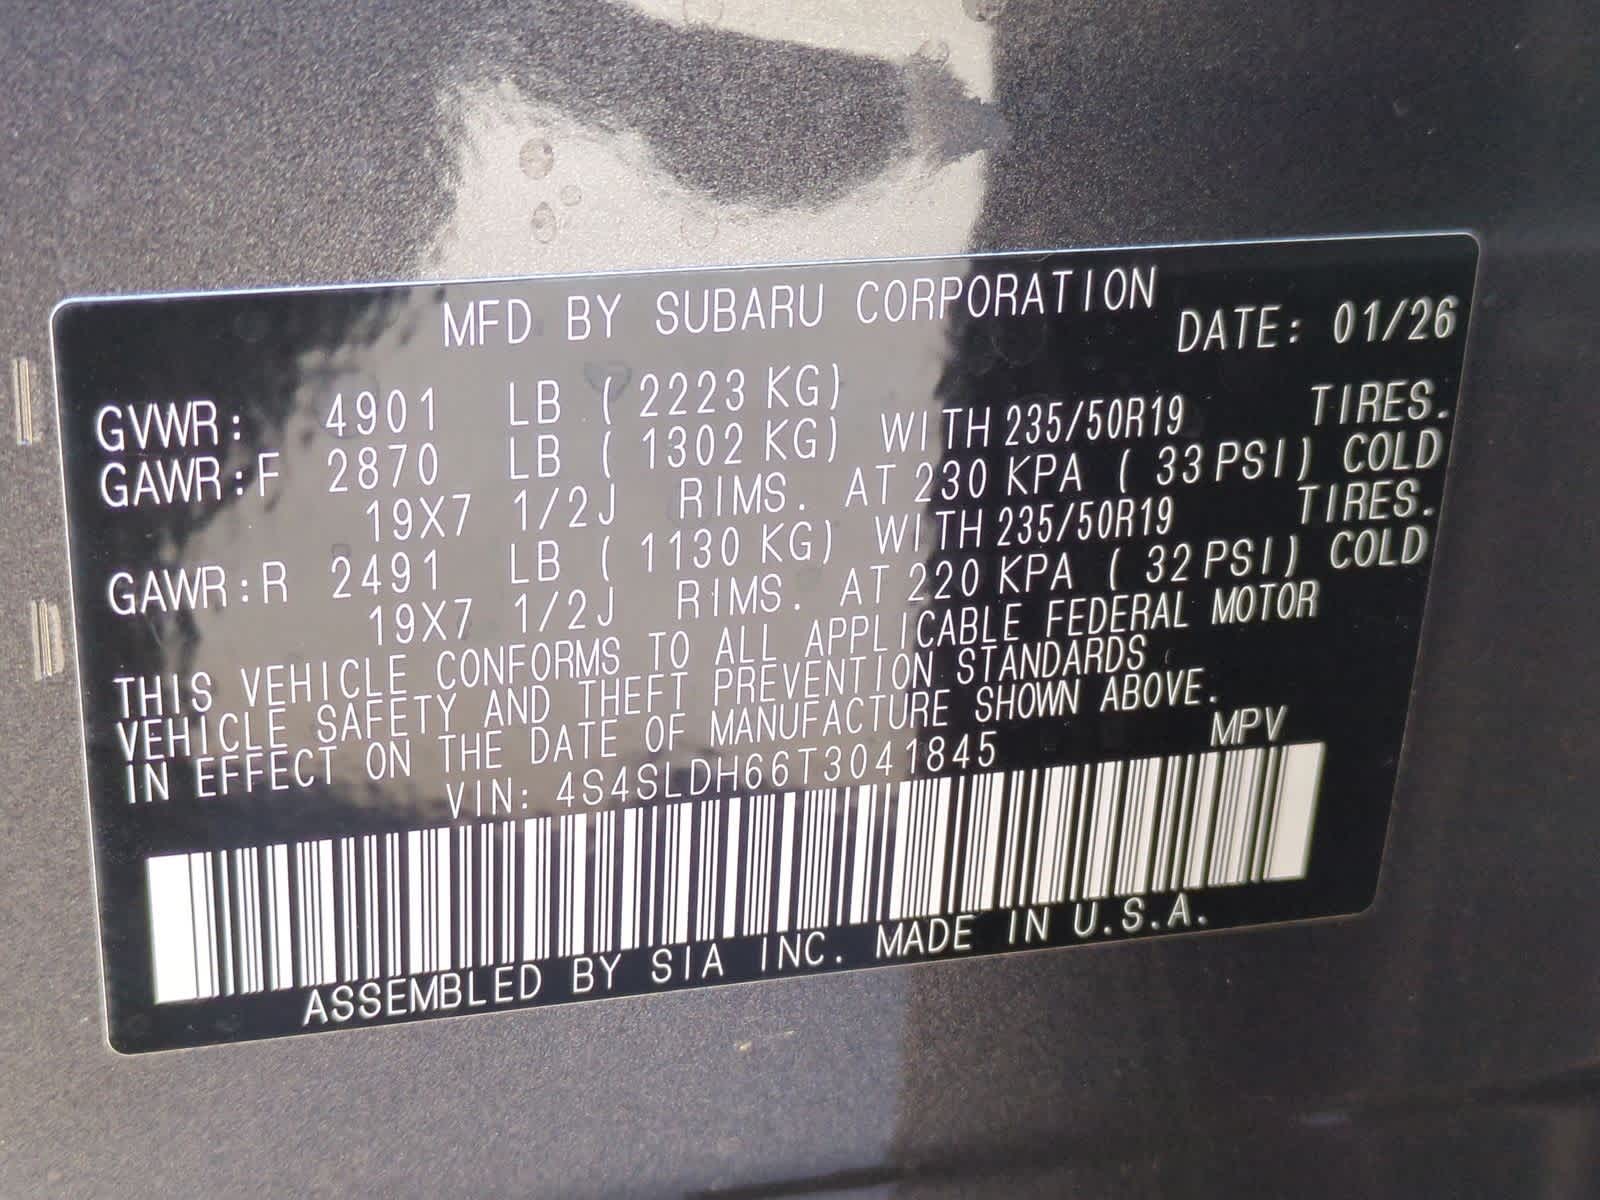 MFD BY SUBARU CORPORATION DATE: 01/26
GVWR: 4901 LB ( 2223 KG)
GAWR:F 2870 LB ( 1302 KG) WITH 235/50R19 TIRES.
19X7 1/2J RIMS. AT 230 KPA ( 33 PSI) COLD
GAWR:R 2491 LB ( 1130 KG) WITH 235/50R19 TIRES.
19X7 1/2J RIMS. AT 220 KPA ( 32 PSI) COLD
THIS VEHICLE CONFORMS TO ALL APPLICABLE FEDERAL MOTOR
VEHICLE SAFETY AND THEFT PREVENTION STANDARDS
IN EFFECT ON THE DATE OF MANUFACTURE SHOWN ABOVE.
VIN: 4S4SLDH66T3041845 MPV
ASSEMBLED BY SIA INC. MADE IN U.S.A.